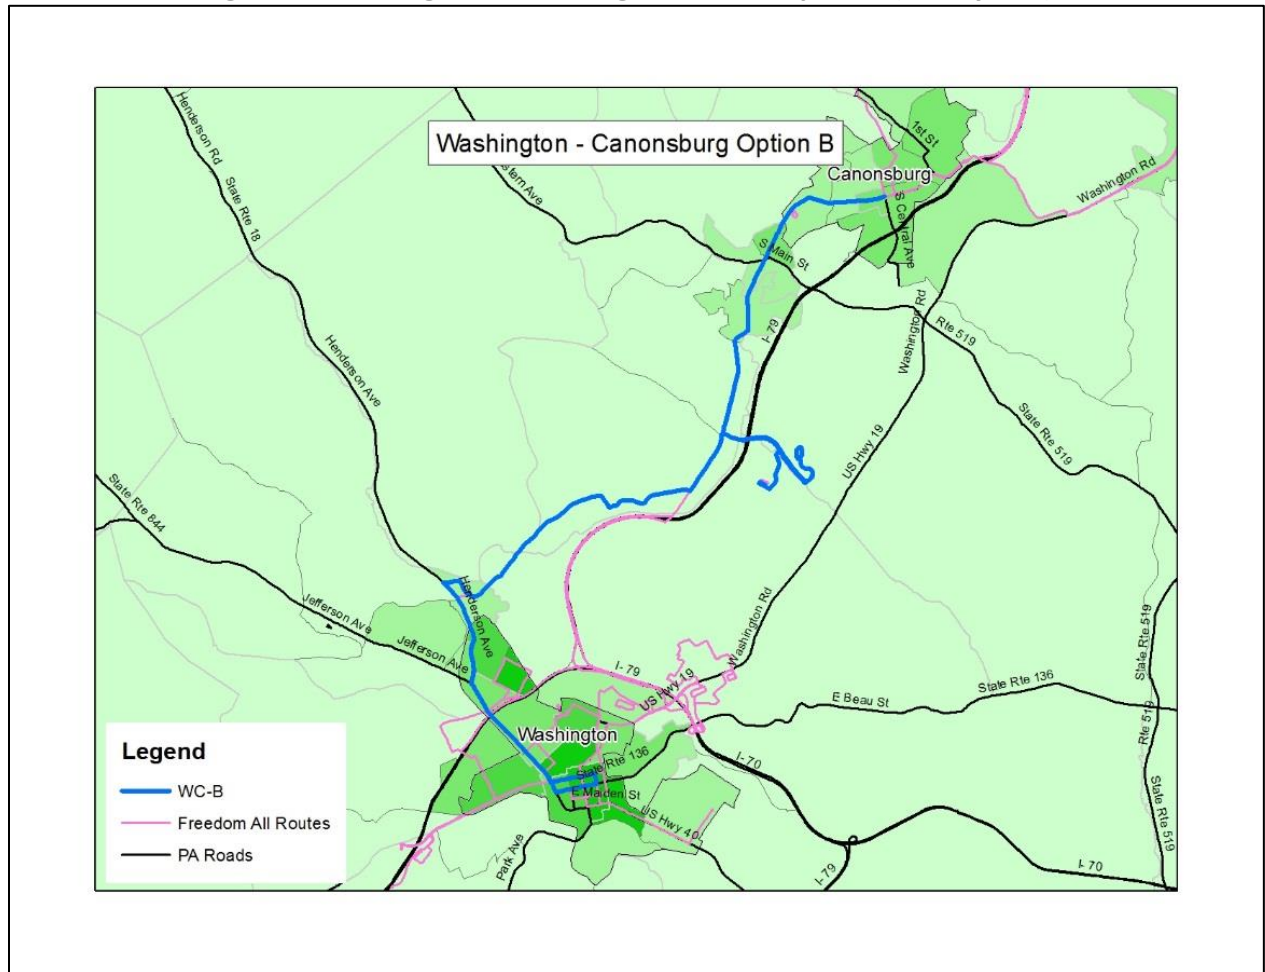 Washington - Canonsburg Option B
Henderson Rd
State Rte 18
stern Ave
1st St
Canonsburg
Washington Rd
S Central Ave
S Main St
I-79
Washington Rd
Rte 519
Henderson Ave
State Rte 519
US Hwy 19
State Rte 844
Henderson Ave
Jefferson Ave
Jefferson Ave
Washington Rd
State Rte 519
I-79
US Hwy 19
E Beau St
State Rte 136
Rte 519
Washington
State Rte 136
I-70
E Maiden St
US Hwy 40
State Rte 519
Park Ave
I-79
I-70
Legend
WC-B
Freedom All Routes
PA Roads